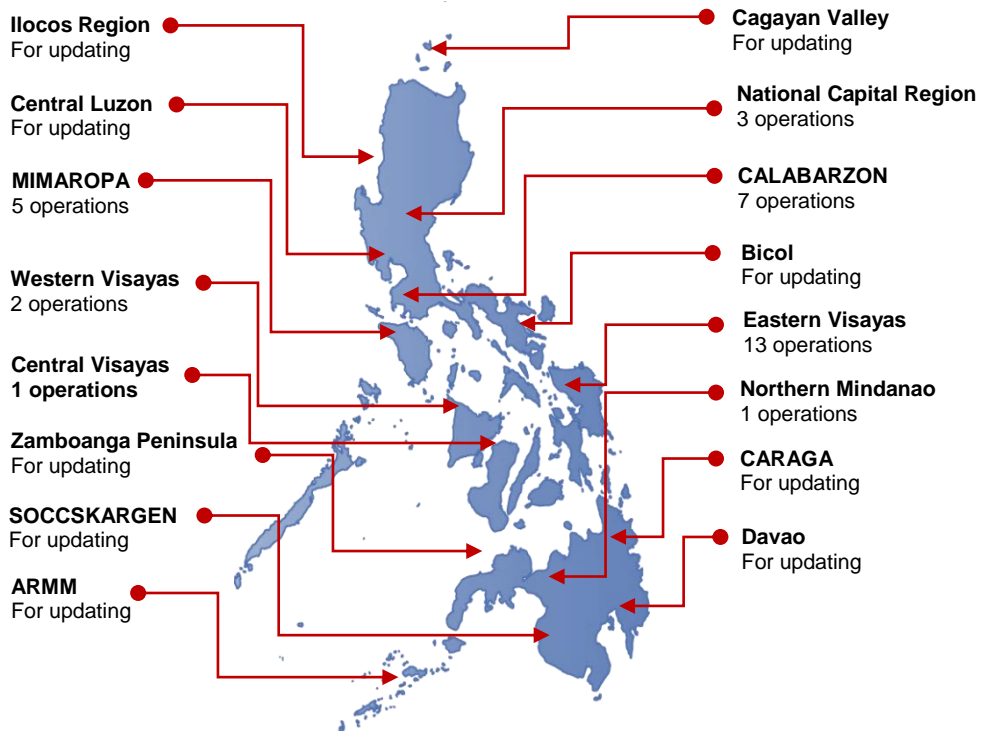 Ilocos Region
For updating
Central Luzon
For updating
MIMAROPA
5 operations
Western Visayas
2 operations
Central Visayas
1 operations
Zamboanga Peninsula
For updating
SOCCSKARGEN
For updating
ARMM
For updating
Cagayan Valley
For updating
National Capital Region
3 operations
CALABARZON
7 operations
Bicol
For updating
Eastern Visayas
13 operations
Northern Mindanao
1 operations
CARAGA
For updating
Davao
For updating